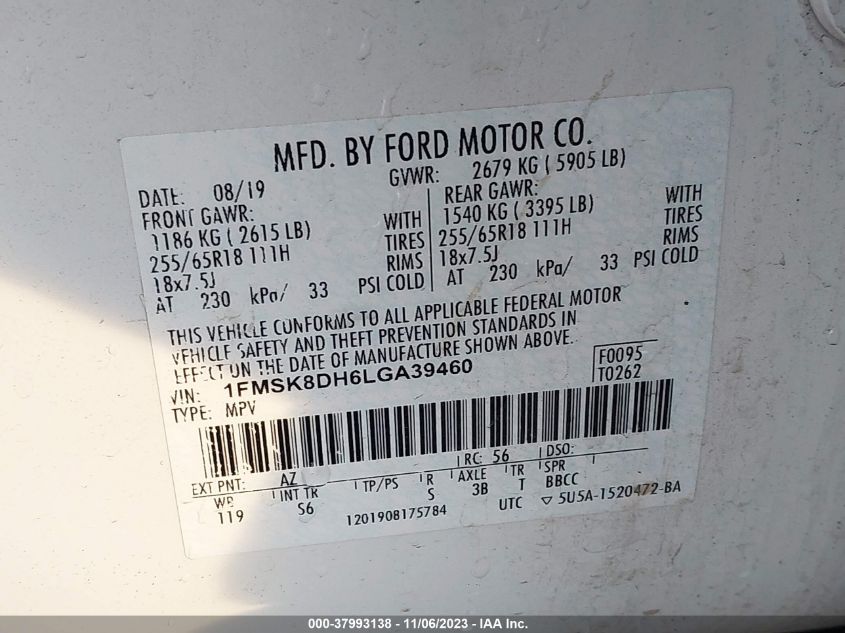 MFD. BY FORD MOTOR CO.
DATE: 08/19
GVWR: 2679 KG ( 5905 LB)
FRONT GAWR:
1186 KG ( 2615 LB) WITH
255/65R18 111H TIRES
18x7.5J RIMS
AT 230 kPa/ 33 PSI COLD
REAR GAWR:
1540 KG ( 3395 LB) WITH
255/65R18 111H TIRES
18x7.5J RIMS
AT 230 kPa/ 33 PSI COLD
THIS VEHICLE CONFORMS TO ALL APPLICABLE FEDERAL MOTOR
VEHICLE SAFETY AND THEFT PREVENTION STANDARDS IN
EFFECT ON THE DATE OF MANUFACTURE SHOWN ABOVE.
VIN: 1FMSK8DH6LGA39460
TYPE: MPV
F0095
T0262
EXT PNT: AZ RC: 56 DSO:
WB INT TR TP/PS R AXLE TR SPR
119 S6 S 3B T BBCC
1201908175784 UTC ▽ 5U5A-1520472-BA
000-37993138 - 11/06/2023 - IAA Inc.